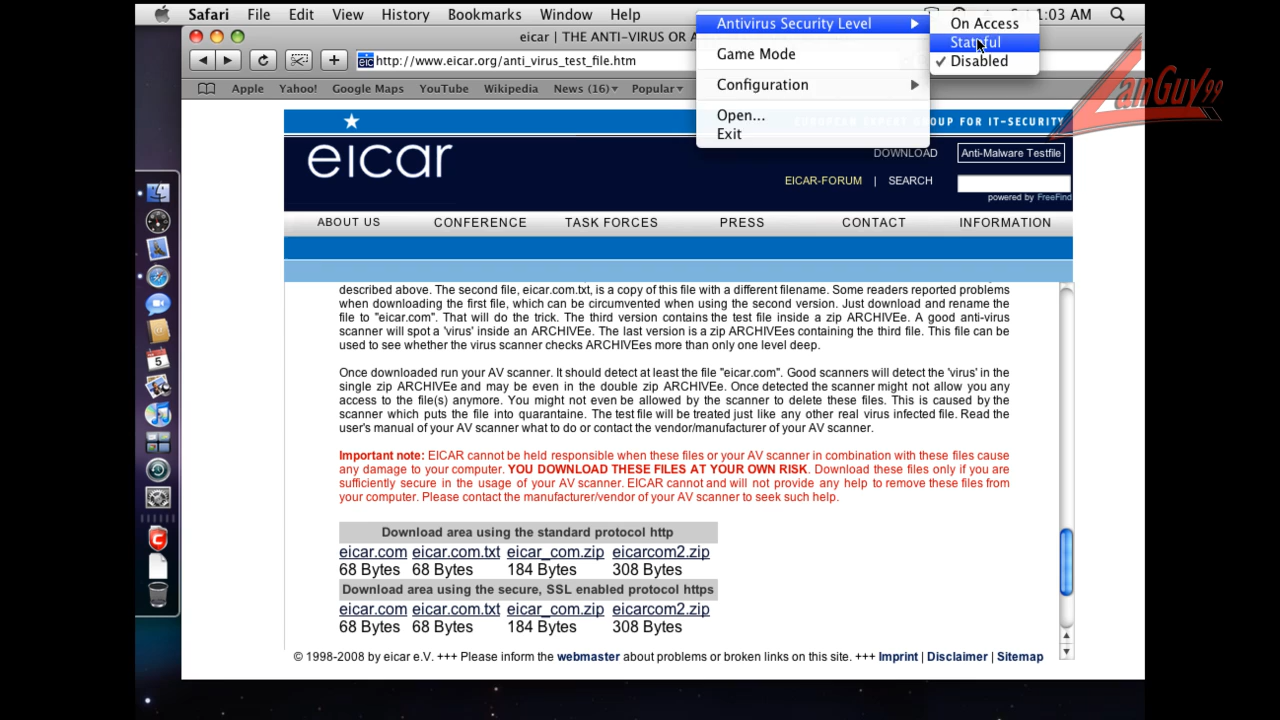 Safari File Edit View History Bookmarks Window Help
1:03 AM
eicar | THE ANTI-VIRUS OR A
http://www.eicar.org/anti_virus_test_file.htm
Apple Yahoo! Google Maps YouTube Wikipedia News (16) Popular
Antivirus Security Level
Game Mode
Configuration
Open...
Exit
On Access
Stateful
✓ Disabled
anGuy99
GROUP FOR IT-SECURITY
eicar
DOWNLOAD Anti-Malware Testfile
EICAR-FORUM | SEARCH
powered by FreeFind
ABOUT US CONFERENCE TASK FORCES PRESS CONTACT INFORMATION
described above. The second file, eicar.com.txt, is a copy of this file with a different filename. Some readers reported problems
when downloading the first file, which can be circumvented when using the second version. Just download and rename the
file to "eicar.com". That will do the trick. The third version contains the test file inside a zip ARCHIVEe. A good anti-virus
scanner will spot a 'virus' inside an ARCHIVEe. The last version is a zip ARCHIVEes containing the third file. This file can be
used to see whether the virus scanner checks ARCHIVEes more than only one level deep.
Once downloaded run your AV scanner. It should detect at least the file "eicar.com". Good scanners will detect the 'virus' in the
single zip ARCHIVEe and may be even in the double zip ARCHIVEe. Once detected the scanner might not allow you any
access to the file(s) anymore. You might not even be allowed by the scanner to delete these files. This is caused by the
scanner which puts the file into quarantaine. The test file will be treated just like any other real virus infected file. Read the
user's manual of your AV scanner what to do or contact the vendor/manufacturer of your AV scanner.
Important note: EICAR cannot be held responsible when these files or your AV scanner in combination with these files cause
any damage to your computer. YOU DOWNLOAD THESE FILES AT YOUR OWN RISK. Download these files only if you are
sufficiently secure in the usage of your AV scanner. EICAR cannot and will not provide any help to remove these files from
your computer. Please contact the manufacturer/vendor of your AV scanner to seek such help.
Download area using the standard protocol http
eicar.com eicar.com.txt eicar_com.zip eicarcom2.zip
68 Bytes 68 Bytes 184 Bytes 308 Bytes
Download area using the secure, SSL enabled protocol https
eicar.com eicar.com.txt eicar_com.zip eicarcom2.zip
68 Bytes 68 Bytes 184 Bytes 308 Bytes
© 1998-2008 by eicar e.V. +++ Please inform the webmaster about problems or broken links on this site. +++ Imprint | Disclaimer | Sitemap
5